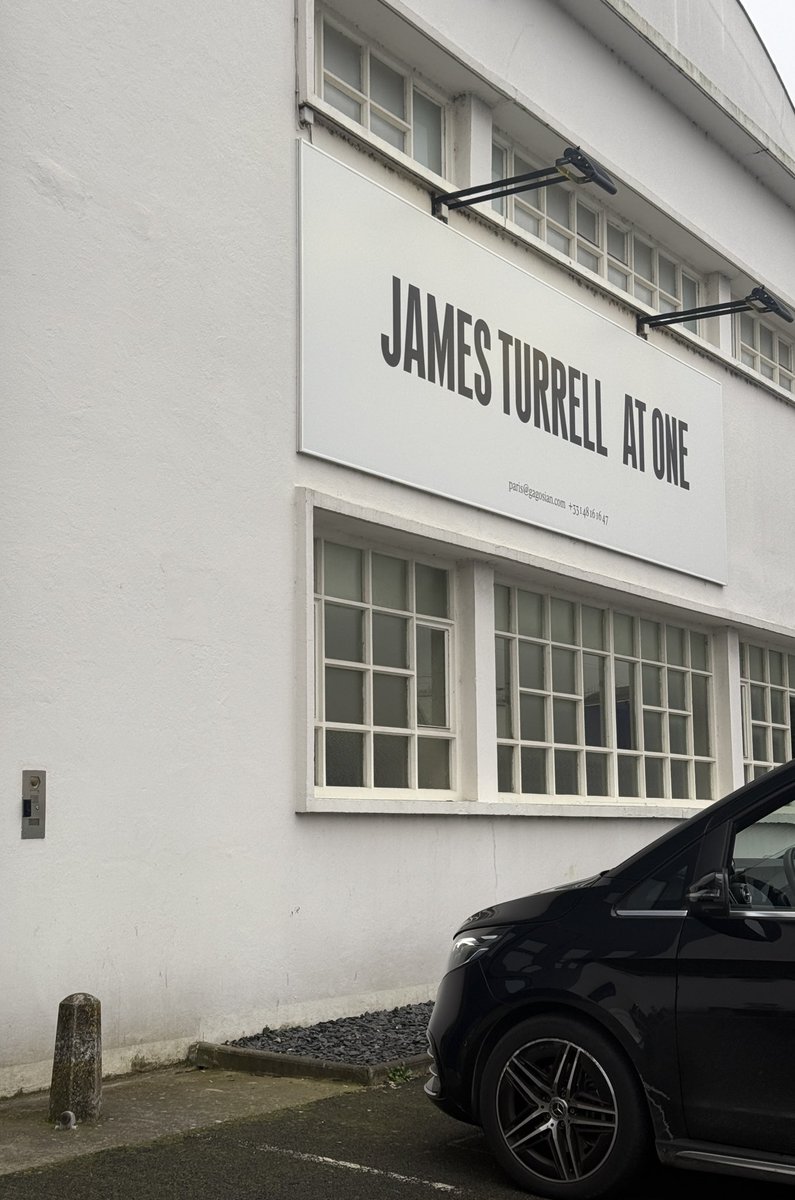 JAMES TURRELL AT ONE
paris@gagosian.com +33 1 48 16 16 47